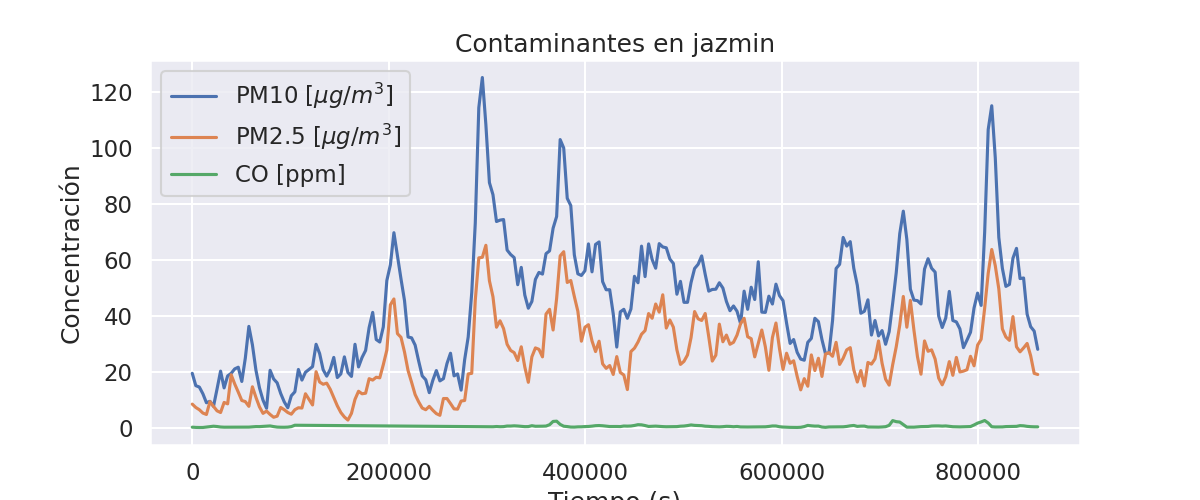 Contaminantes en jazmin
PM10 [μg/m³]
PM2.5 [μg/m³]
CO [ppm]
Concentración
120
100
80
60
40
20
0
0 200000 400000 600000 800000
Tiempo (s)